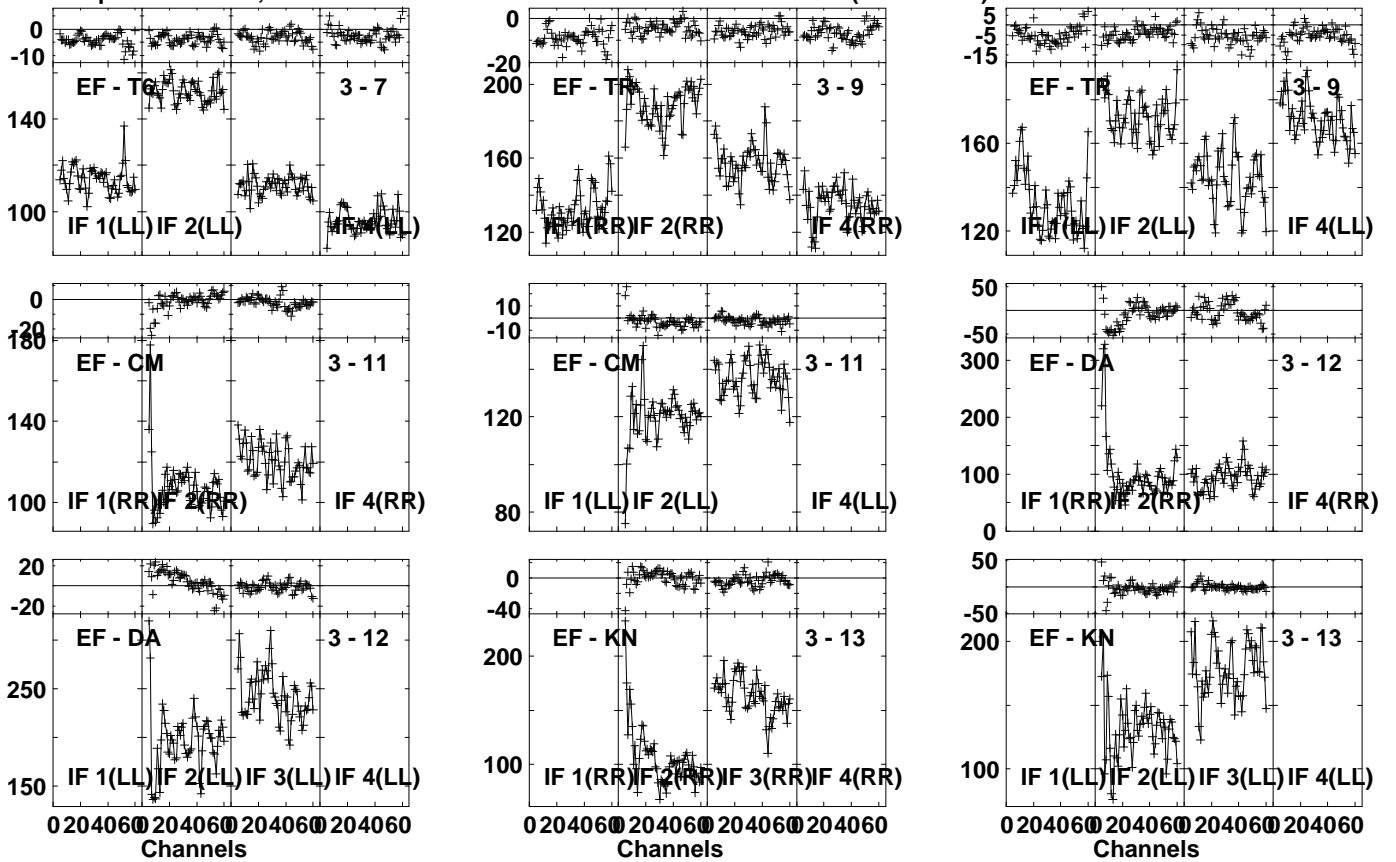 0
-10
140
100
EF - T6
3 - 7
IF 1(LL) IF 2(LL) IF 4(LL)
0
-20
200
160
120
EF - TR
3 - 9
IF 1(RR) IF 2(RR) IF 4(RR)
5
-5
-15
160
120
EF - TR
3 - 9
IF 1(LL) IF 2(LL) IF 4(LL)
0
-20
180
140
100
EF - CM
3 - 11
IF 1(RR) IF 2(RR) IF 4(RR)
10
-10
120
80
EF - CM
3 - 11
IF 1(LL) IF 2(LL) IF 4(LL)
50
-50
300
200
100
0
EF - DA
3 - 12
IF 1(RR) IF 2(RR) IF 4(RR)
20
-20
250
150
EF - DA
3 - 12
IF 1(LL) IF 2(LL) IF 3(LL) IF 4(LL)
0 20 40 60 0 20 40 60 0 20 40 60 0 20 40 60
Channels
0
-40
200
100
EF - KN
3 - 13
IF 1(RR) IF 2(RR) IF 3(RR) IF 4(RR)
0 20 40 60 0 20 40 60 0 20 40 60 0 20 40 60
Channels
50
-50
200
100
EF - KN
3 - 13
IF 1(LL) IF 2(LL) IF 3(LL) IF 4(LL)
0 20 40 60 0 20 40 60 0 20 40 60 0 20 40 60
Channels